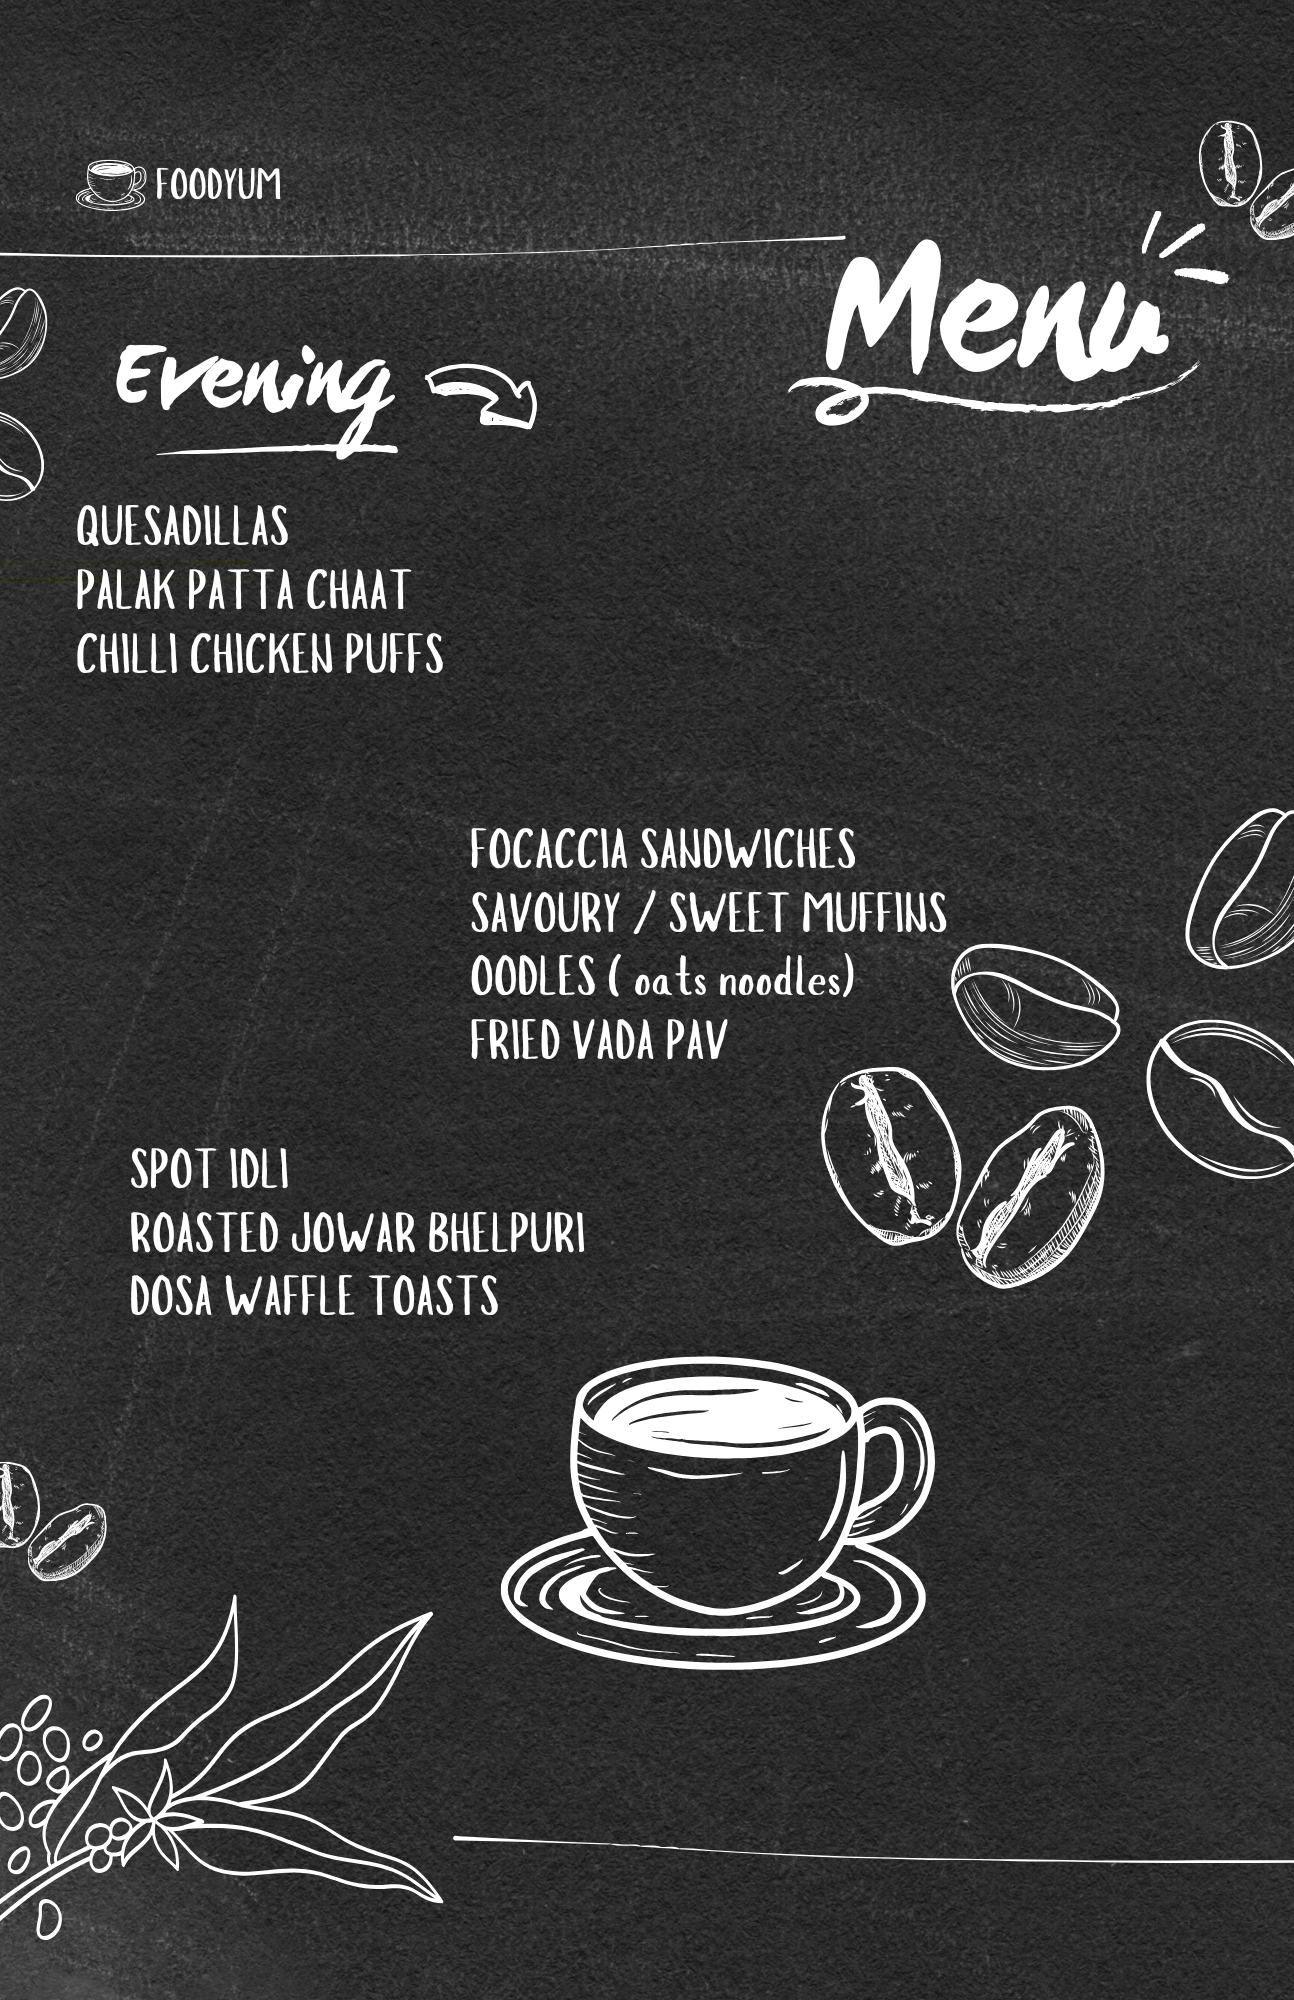 FOODYUM
Menu
Evening
QUESADILLAS
PALAK PATTA CHAAT
CHILLI CHICKEN PUFFS
FOCACCIA SANDWICHES
SAVOURY / SWEET MUFFINS
OODLES ( oats noodles)
FRIED VADA PAV
SPOT IDLI
ROASTED JOWAR BHELPURI
DOSA WAFFLE TOASTS